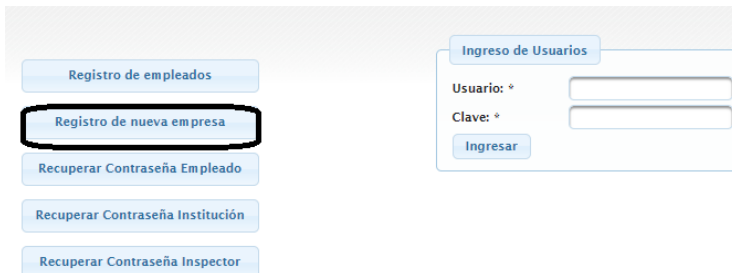 Registro de empleados
Registro de nueva empresa
Recuperar Contraseña Empleado
Recuperar Contraseña Institución
Recuperar Contraseña Inspector
Ingreso de Usuarios
Usuario: *
Clave: *
Ingresar